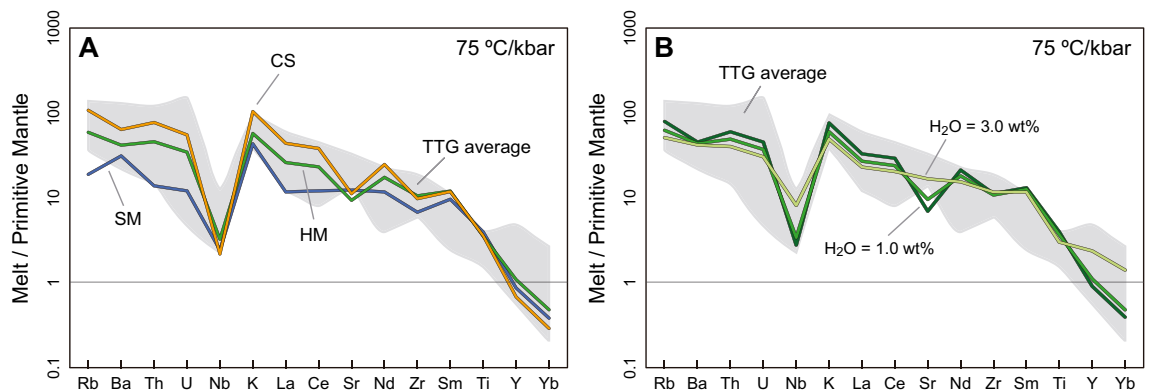 A
75 ºC/kbar
CS
TTG average
SM
HM
Melt / Primitive Mantle
1000
100
10
1
0.1
Rb Ba Th U Nb K La Ce Sr Nd Zr Sm Ti Y Yb
B
75 ºC/kbar
TTG average
H₂O = 3.0 wt%
H₂O = 1.0 wt%
Melt / Primitive Mantle
1000
100
10
1
0.1
Rb Ba Th U Nb K La Ce Sr Nd Zr Sm Ti Y Yb